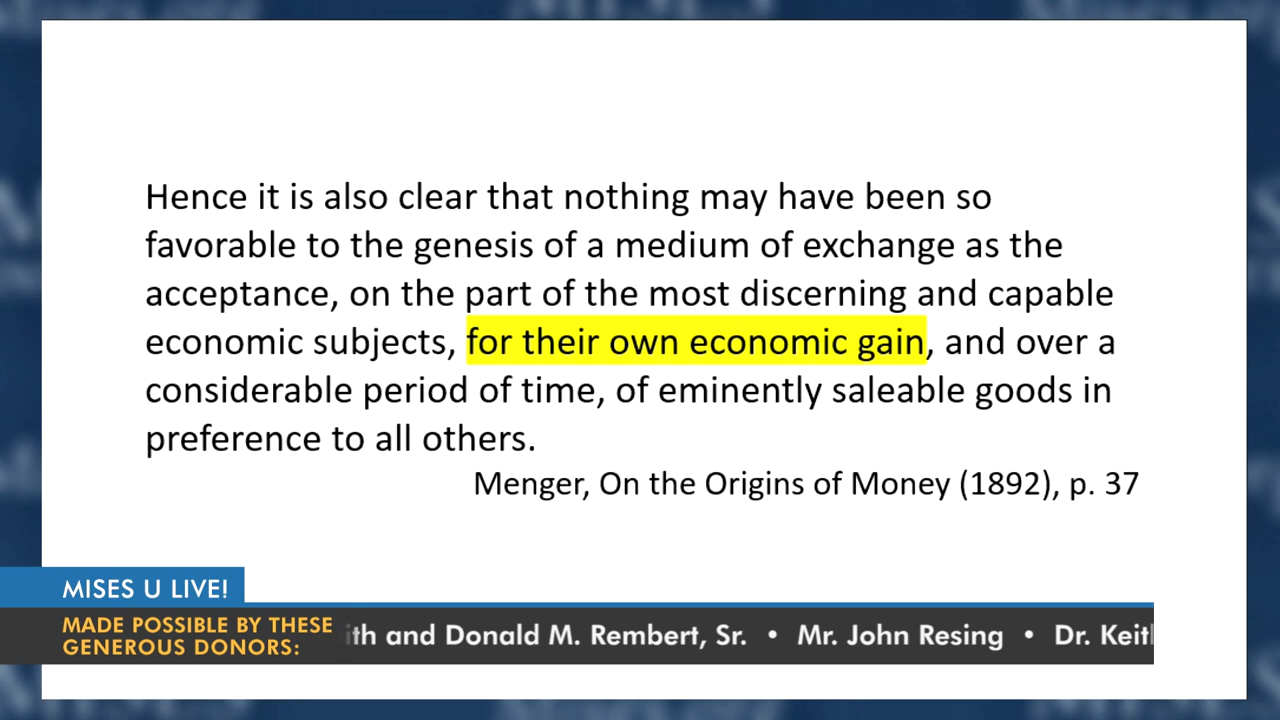 Hence it is also clear that nothing may have been so
favorable to the genesis of a medium of exchange as the
acceptance, on the part of the most discerning and capable
economic subjects, for their own economic gain, and over a
considerable period of time, of eminently saleable goods in
preference to all others.
Menger, On the Origins of Money (1892), p. 37
MISES U LIVE!
MADE POSSIBLE BY THESE
GENEROUS DONORS:
and Donald M. Rembert, Sr. • Mr. John Resing • Dr.